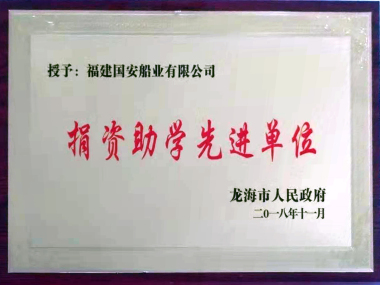 授予：福建国安船业有限公司
捐资助学先进单位
龙海市人民政府
二〇一八年十一月